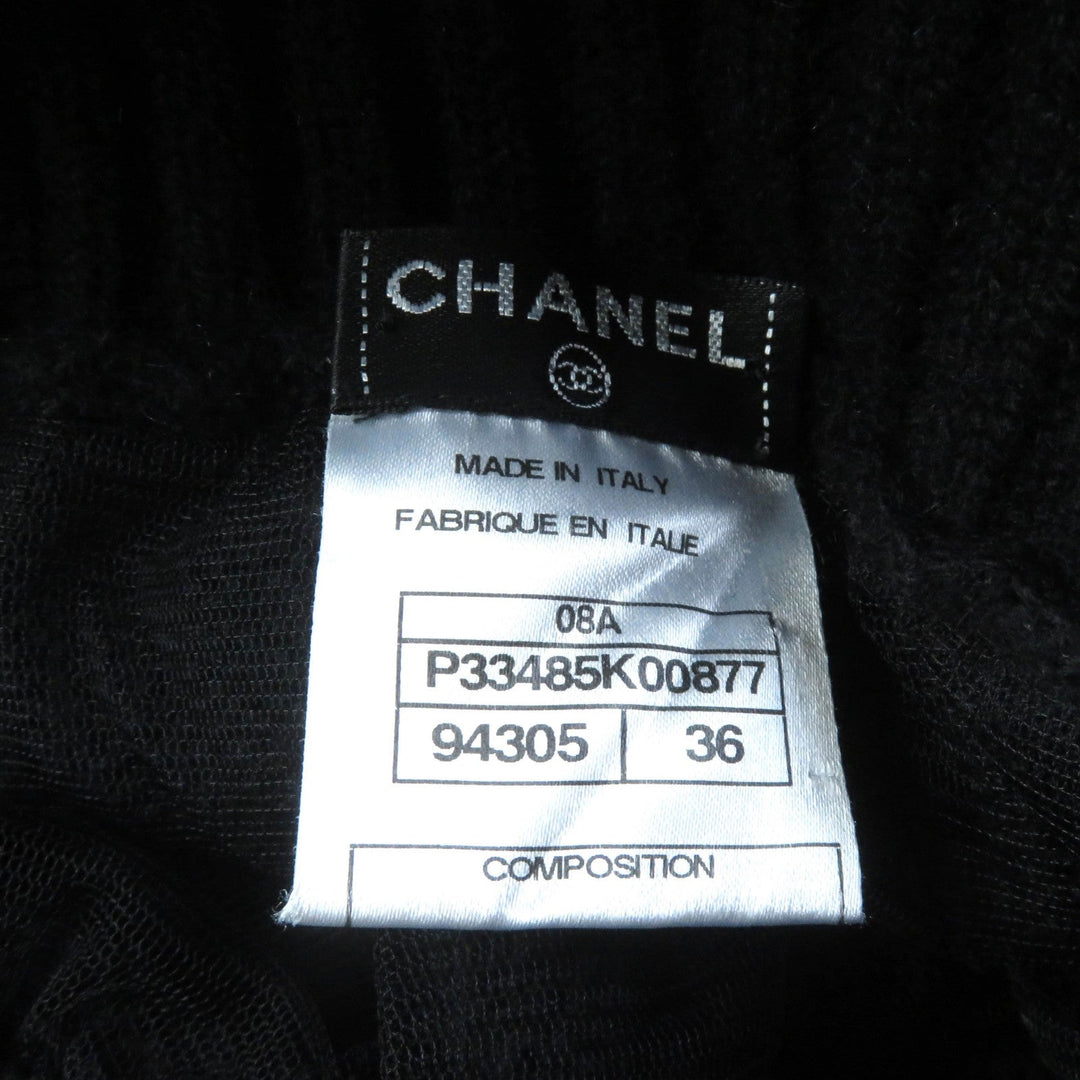 CHANEL
MADE IN ITALY
FABRIQUE EN ITALIE
08A
P33485K00877
94305 36
COMPOSITION